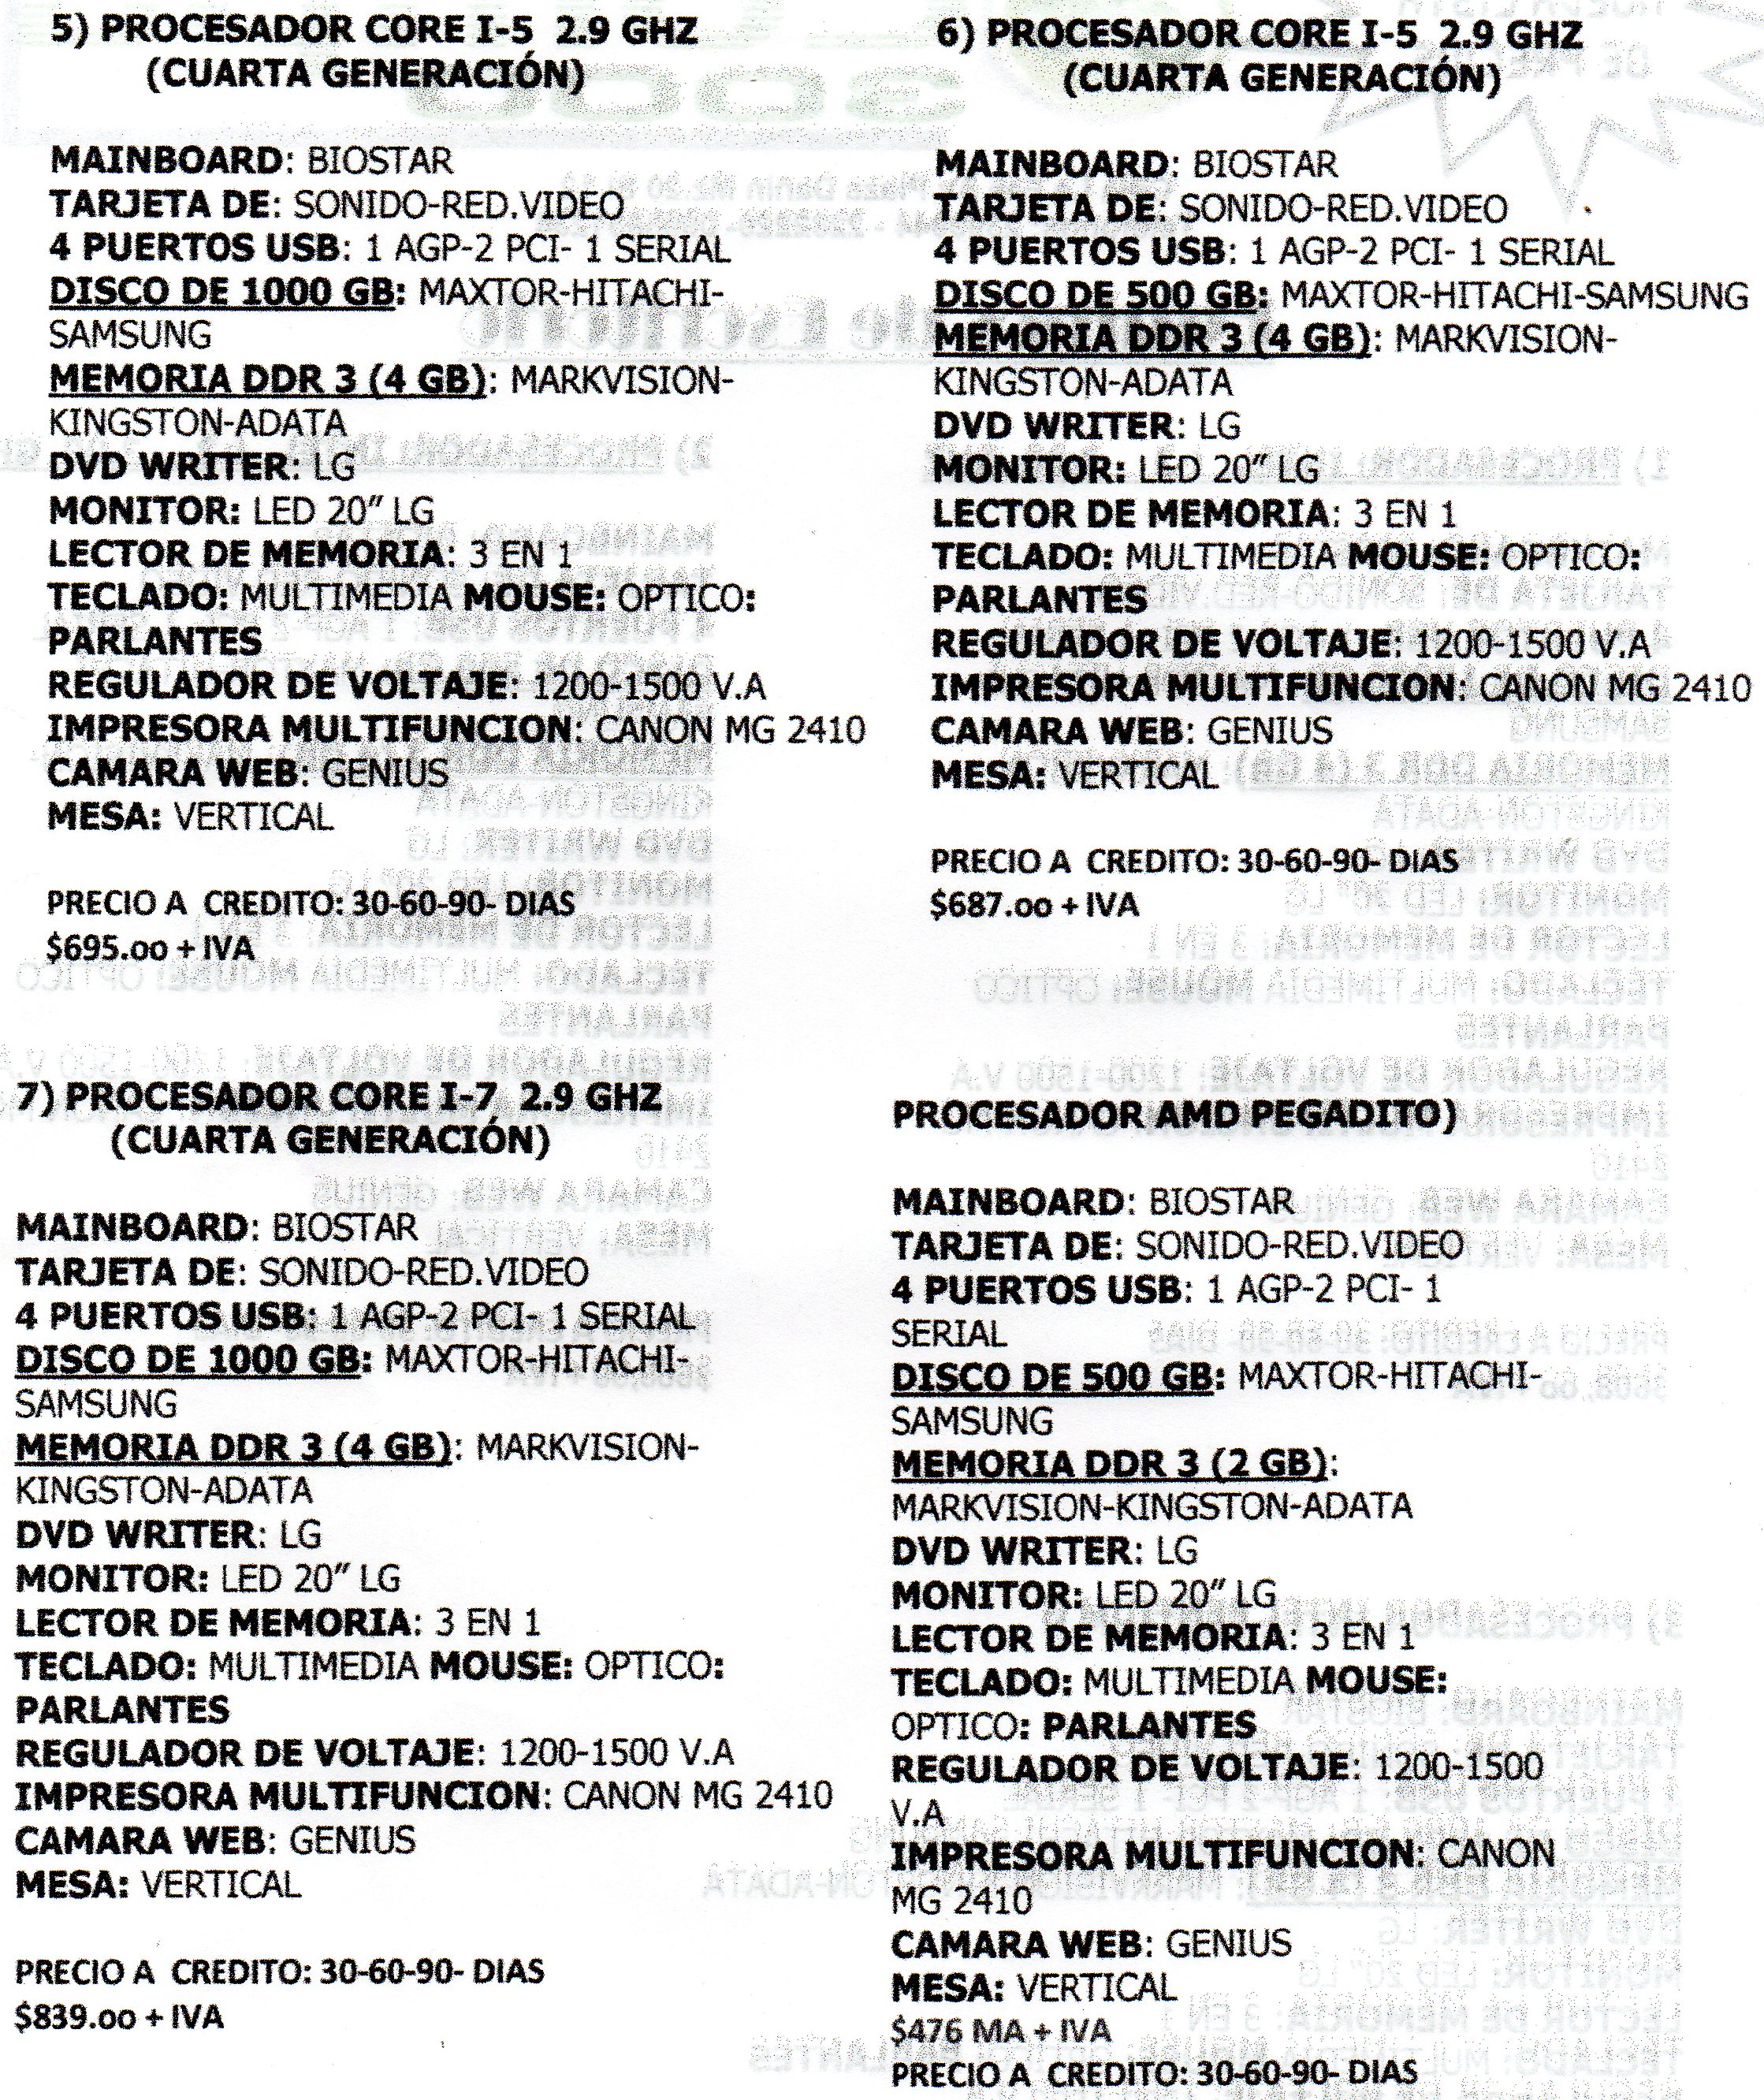 5) PROCESADOR CORE I-5 2.9 GHZ
(CUARTA GENERACIÓN)
MAINBOARD: BIOSTAR
TARJETA DE: SONIDO-RED.VIDEO
4 PUERTOS USB: 1 AGP-2 PCI- 1 SERIAL
DISCO DE 1000 GB: MAXTOR-HITACHI-
SAMSUNG
MEMORIA DDR 3 (4 GB): MARKVISION-
KINGSTON-ADATA
DVD WRITER: LG
MONITOR: LED 20" LG
LECTOR DE MEMORIA: 3 EN 1
TECLADO: MULTIMEDIA MOUSE: OPTICO:
PARLANTES
REGULADOR DE VOLTAJE: 1200-1500 V.A
IMPRESORA MULTIFUNCION: CANON MG 2410
CAMARA WEB: GENIUS
MESA: VERTICAL
PRECIO A CREDITO: 30-60-90- DIAS
$695.oo + IVA
6) PROCESADOR CORE I-5 2.9 GHZ
(CUARTA GENERACIÓN)
MAINBOARD: BIOSTAR
TARJETA DE: SONIDO-RED.VIDEO
4 PUERTOS USB: 1 AGP-2 PCI- 1 SERIAL
DISCO DE 500 GB: MAXTOR-HITACHI-SAMSUNG
MEMORIA DDR 3 (4 GB): MARKVISION-
KINGSTON-ADATA
DVD WRITER: LG
MONITOR: LED 20" LG
LECTOR DE MEMORIA: 3 EN 1
TECLADO: MULTIMEDIA MOUSE: OPTICO:
PARLANTES
REGULADOR DE VOLTAJE: 1200-1500 V.A
IMPRESORA MULTIFUNCION: CANON MG 2410
CAMARA WEB: GENIUS
MESA: VERTICAL
PRECIO A CREDITO: 30-60-90- DIAS
$687.oo + IVA
7) PROCESADOR CORE I-7 2.9 GHZ
(CUARTA GENERACIÓN)
MAINBOARD: BIOSTAR
TARJETA DE: SONIDO-RED.VIDEO
4 PUERTOS USB: 1 AGP-2 PCI- 1 SERIAL
DISCO DE 1000 GB: MAXTOR-HITACHI-
SAMSUNG
MEMORIA DDR 3 (4 GB): MARKVISION-
KINGSTON-ADATA
DVD WRITER: LG
MONITOR: LED 20" LG
LECTOR DE MEMORIA: 3 EN 1
TECLADO: MULTIMEDIA MOUSE: OPTICO:
PARLANTES
REGULADOR DE VOLTAJE: 1200-1500 V.A
IMPRESORA MULTIFUNCION: CANON MG 2410
CAMARA WEB: GENIUS
MESA: VERTICAL
PRECIO A CREDITO: 30-60-90- DIAS
$839.oo + IVA
PROCESADOR AMD PEGADITO)
MAINBOARD: BIOSTAR
TARJETA DE: SONIDO-RED.VIDEO
4 PUERTOS USB: 1 AGP-2 PCI- 1
SERIAL
DISCO DE 500 GB: MAXTOR-HITACHI-
SAMSUNG
MEMORIA DDR 3 (2 GB):
MARKVISION-KINGSTON-ADATA
DVD WRITER: LG
MONITOR: LED 20" LG
LECTOR DE MEMORIA: 3 EN 1
TECLADO: MULTIMEDIA MOUSE:
OPTICO: PARLANTES
REGULADOR DE VOLTAJE: 1200-1500
V.A
IMPRESORA MULTIFUNCION: CANON
MG 2410
CAMARA WEB: GENIUS
MESA: VERTICAL
$476 MA + IVA
PRECIO A CREDITO: 30-60-90- DIAS